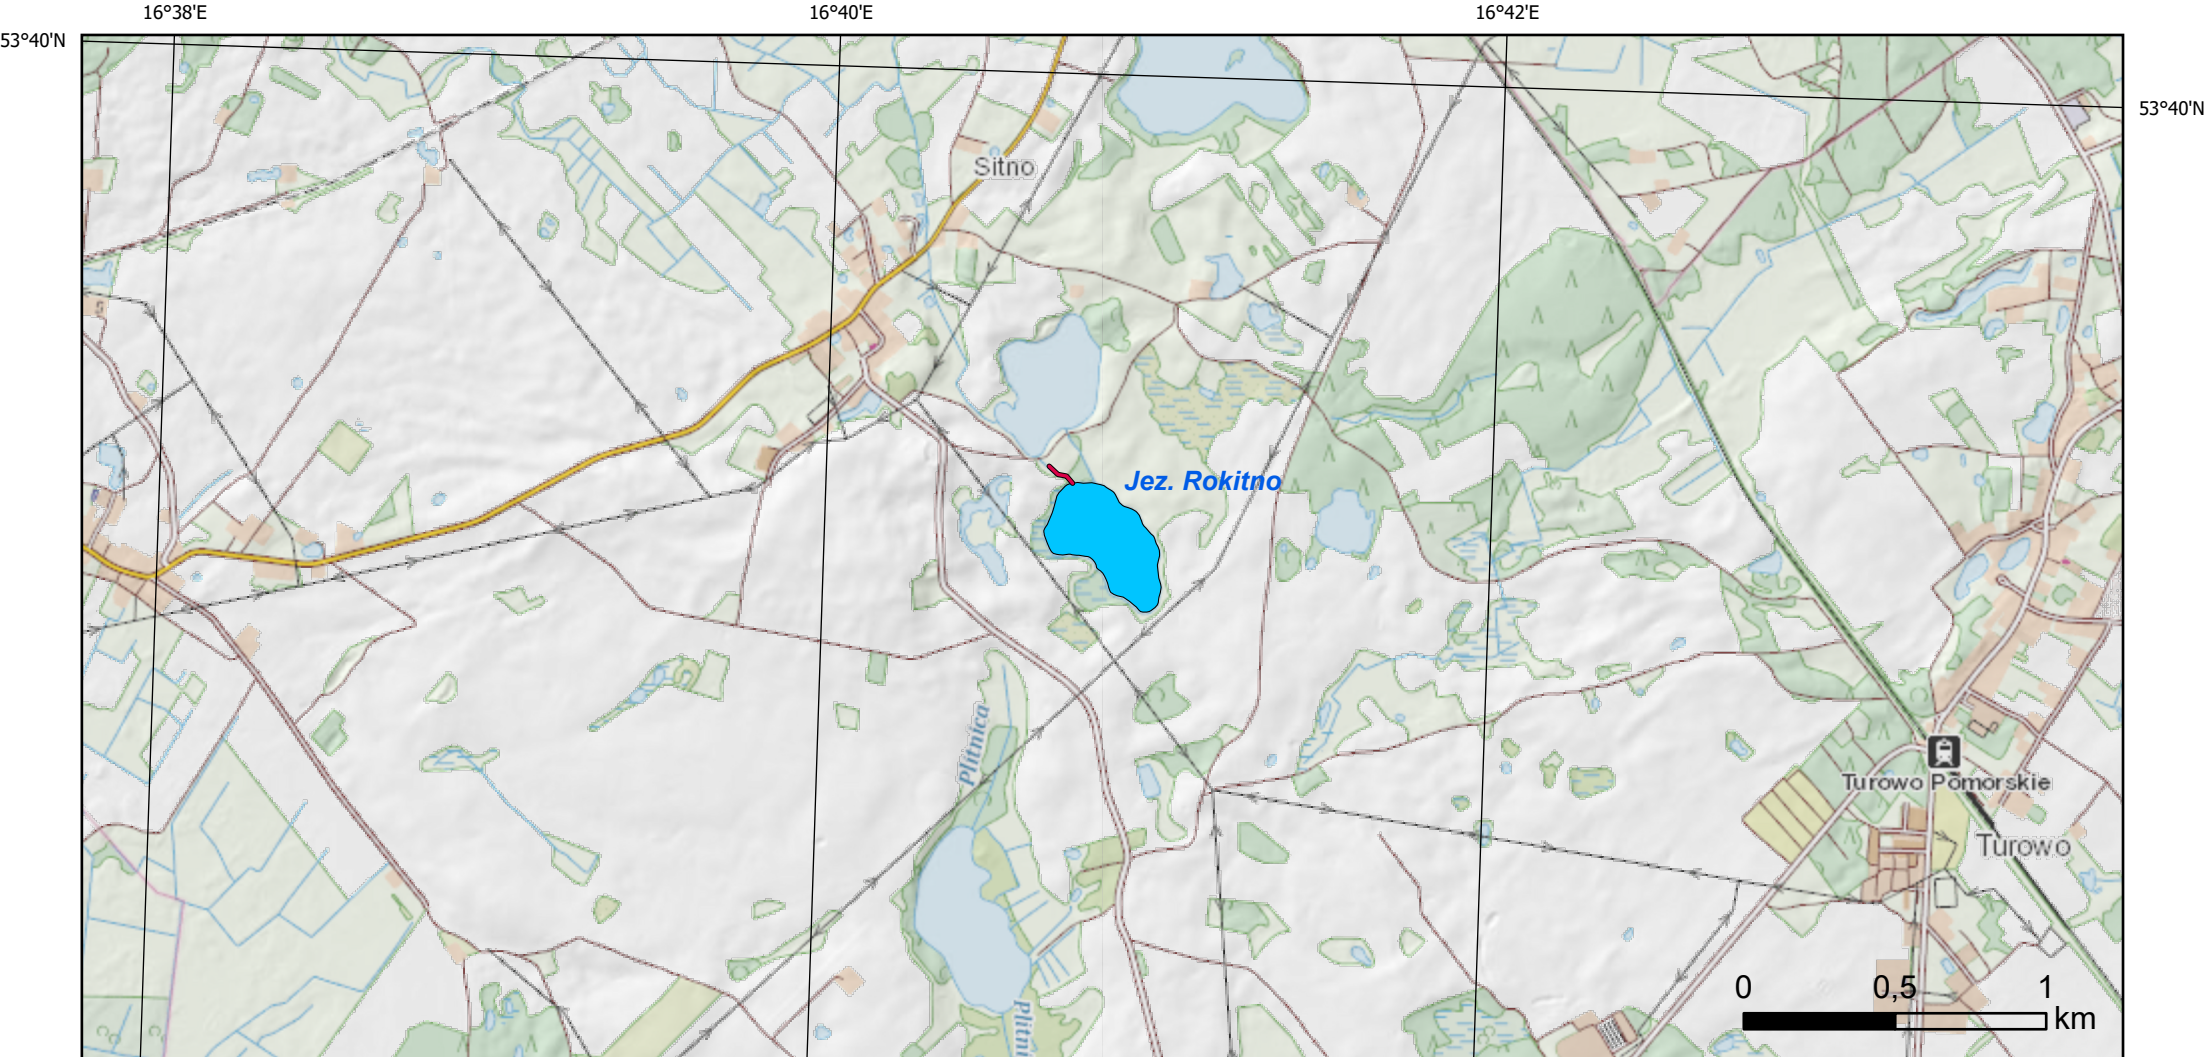 16°38'E 16°40'E 16°42'E
53°40'N
53°40'N
Sitno
Jez. Rokitno
Plitnica
Turowo Pomorskie
Turowo
0 0,5 1
km